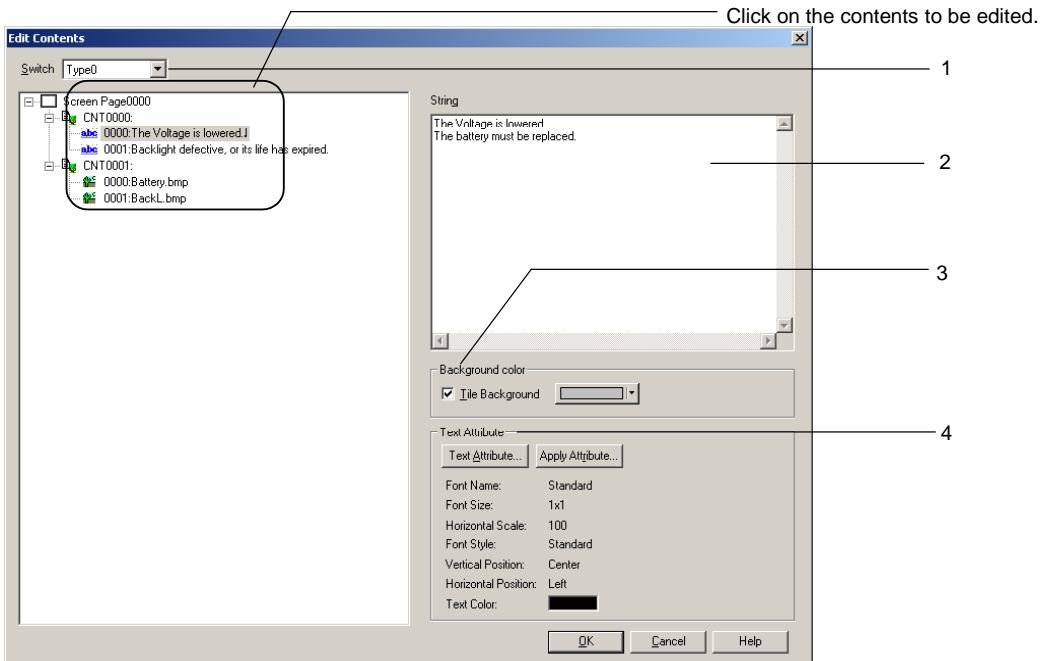 Click on the contents to be edited.
Edit Contents
Switch Type0
1
Screen Page0000
CNT0000:
abc 0000:The Voltage is lowered.↓
abc 0001:Backlight defective, or its life has expired.
CNT0001:
0000:Battery.bmp
0001:BackL.bmp
String
The Voltage is lowered.
The battery must be replaced.
2
3
Background color
Tile Background
Text Attribute
4
Text Attribute... Apply Attribute...
Font Name: Standard
Font Size: 1x1
Horizontal Scale: 100
Font Style: Standard
Vertical Position: Center
Horizontal Position: Left
Text Color:
OK Cancel Help